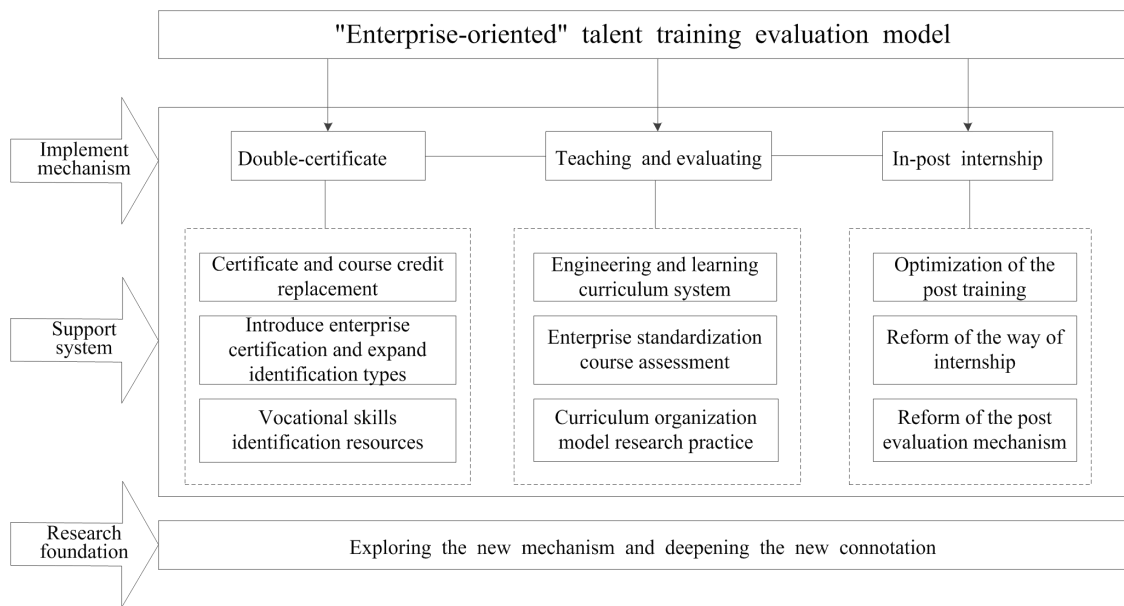 "Enterprise-oriented" talent training evaluation model
Implement
mechanism
Double-certificate
Teaching and evaluating
In-post internship
Support
system
Certificate and course credit
replacement
Introduce enterprise
certification and expand
identification types
Vocational skills
identification resources
Engineering and learning
curriculum system
Enterprise standardization
course assessment
Curriculum organization
model research practice
Optimization of the
post training
Reform of the way of
internship
Reform of the post
evaluation mechanism
Research
foundation
Exploring the new mechanism and deepening the new connotation